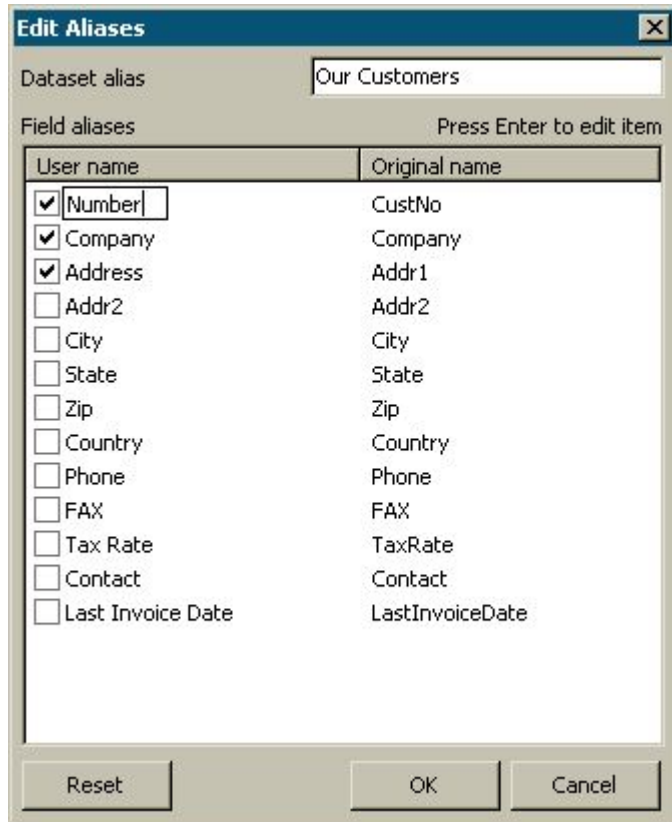 Edit Aliases
Dataset alias Our Customers
Field aliases Press Enter to edit item
User name Original name
Number CustNo
Company Company
Address Addr1
Addr2 Addr2
City City
State State
Zip Zip
Country Country
Phone Phone
FAX FAX
Tax Rate TaxRate
Contact Contact
Last Invoice Date LastInvoiceDate
Reset OK Cancel